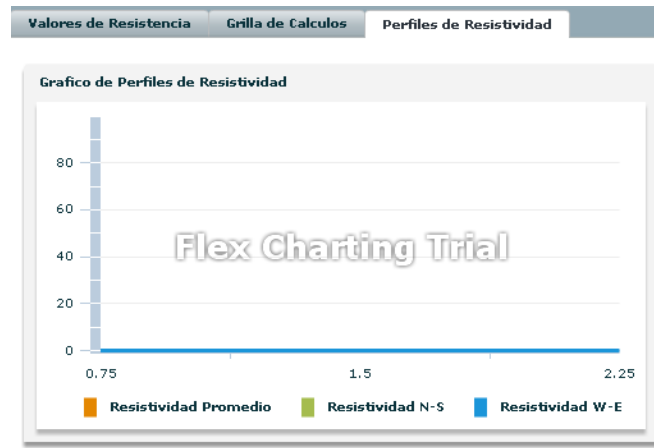 Valores de Resistencia Grilla de Calculos Perfiles de Resistividad
Grafico de Perfiles de Resistividad
80
60
40
Flex Charting Trial
20
0
0.75 1.5 2.25
Resistividad Promedio Resistividad N-S Resistividad W-E